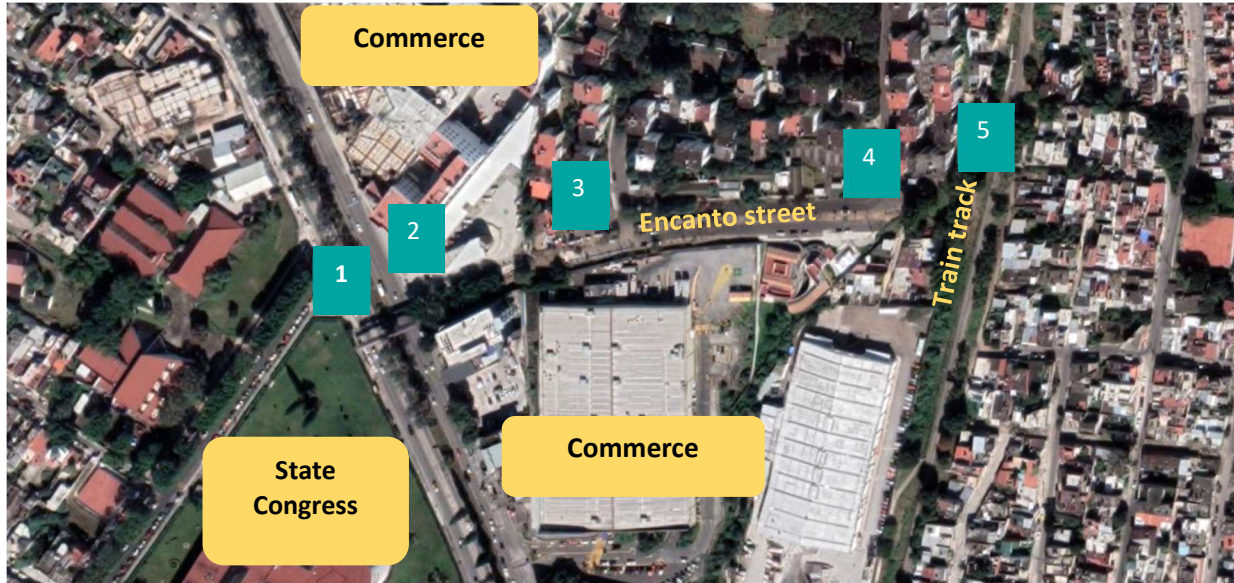 Commerce
1
2
3
4
5
Encanto street
Train track
State
Congress
Commerce